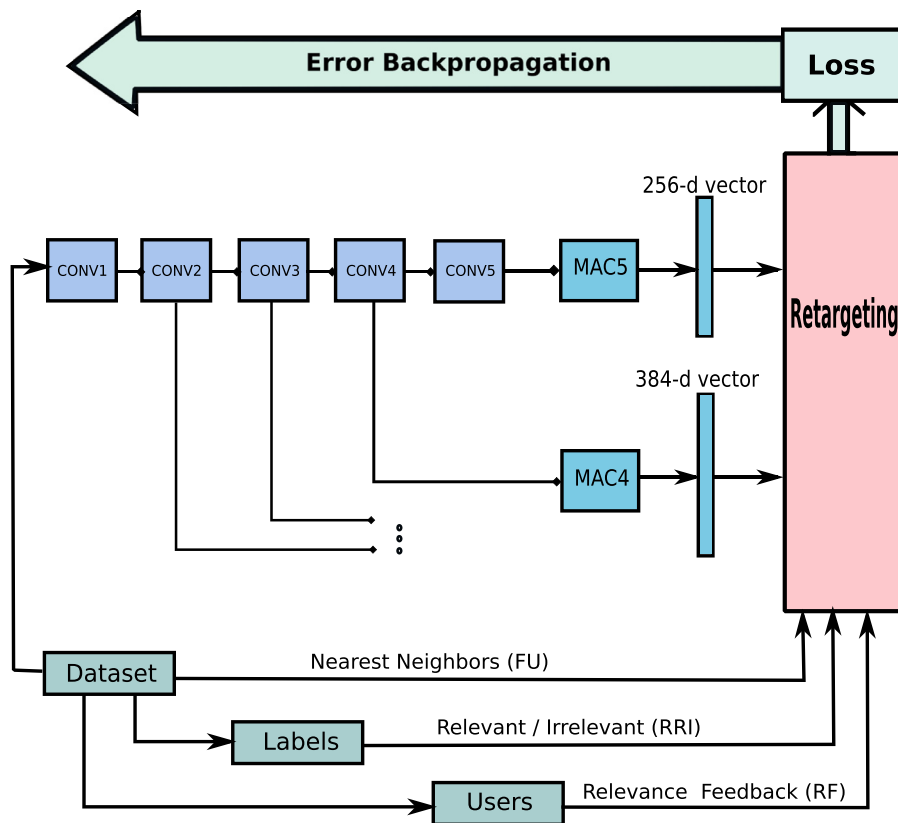 Error Backpropagation
Loss
256-d vector
CONV1
CONV2
CONV3
CONV4
CONV5
MAC5
Retargeting
384-d vector
MAC4
Dataset
Nearest Neighbors (FU)
Labels
Relevant / Irrelevant (RRI)
Users
Relevance Feedback (RF)